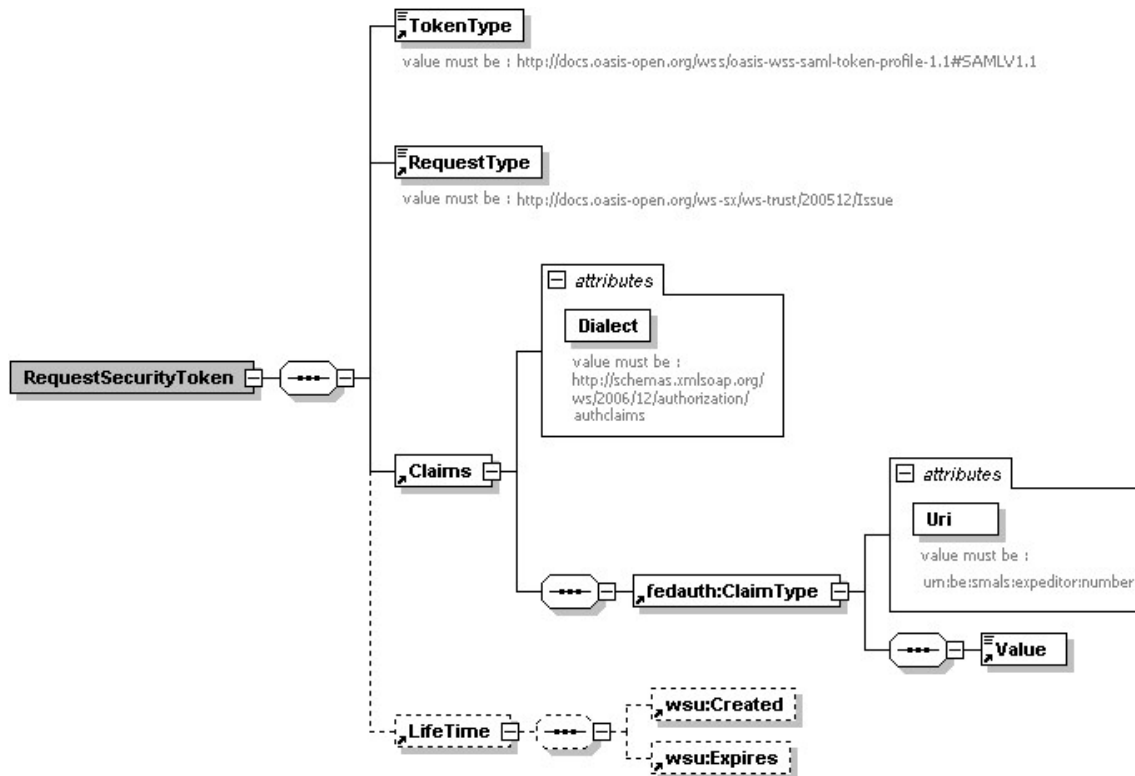 TokenType
value must be : http://docs.oasis-open.org/wss/oasis-wss-saml-token-profile-1.1#SAMLV1.1
RequestType
value must be : http://docs.oasis-open.org/ws-sx/ws-trust/200512/Issue
attributes
Dialect
value must be :
http://schemas.xmlsoap.org/
ws/2006/12/authorization/
authclaims
RequestSecurityToken
Claims
attributes
Uri
value must be :
urn:be:smals:expeditor:number
fedauth:ClaimType
Value
LifeTime
wsu:Created
wsu:Expires